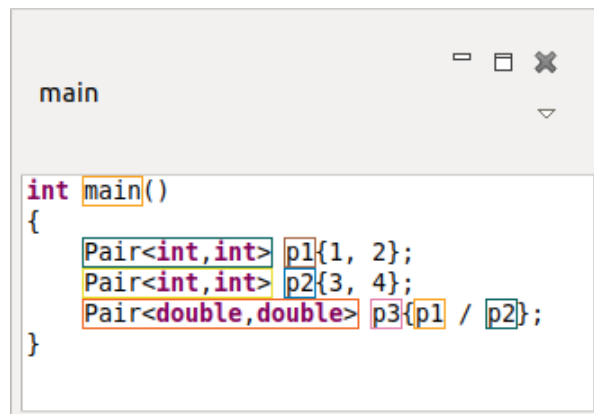 main
int main()
{
    Pair<int,int> p1{1, 2};
    Pair<int,int> p2{3, 4};
    Pair<double,double> p3{p1 / p2};
}